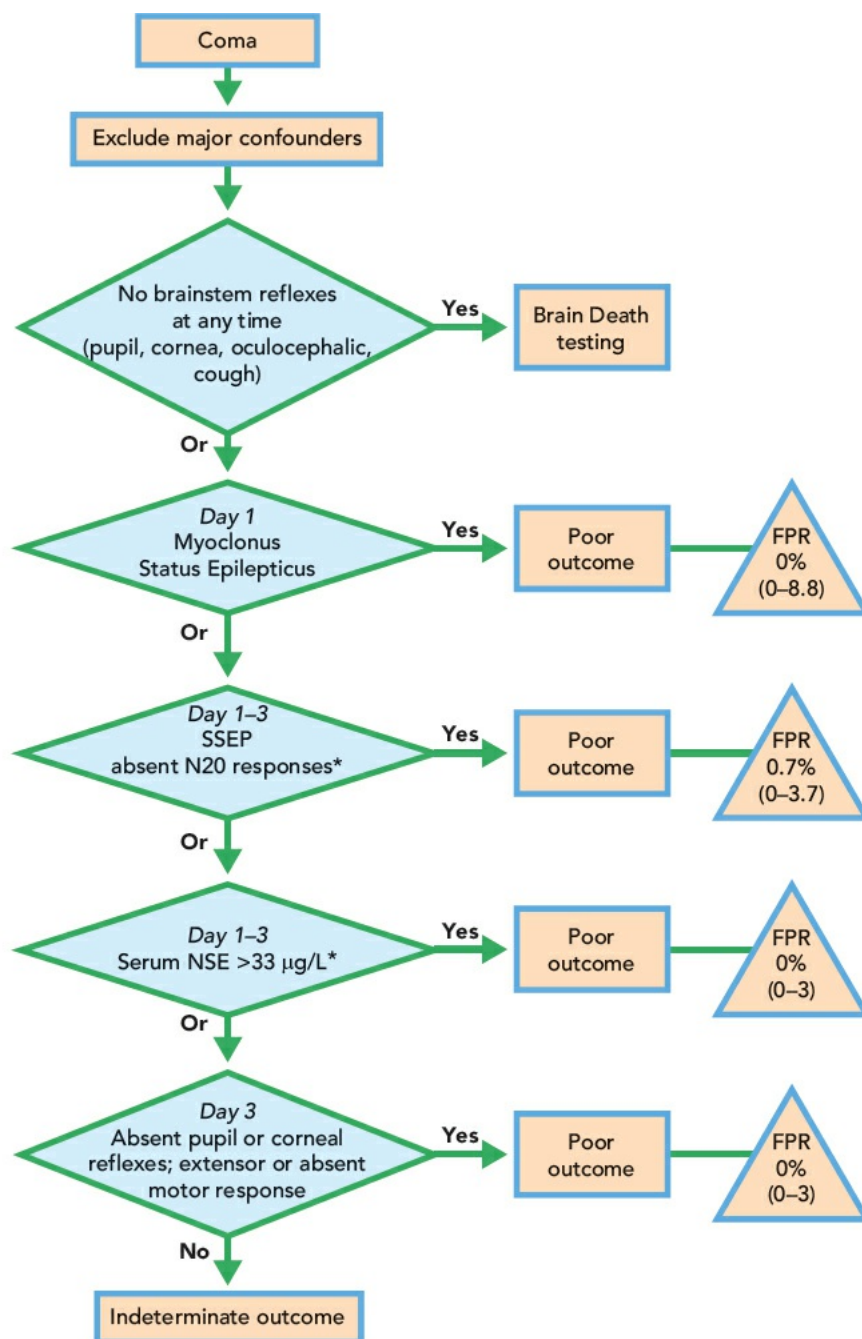 Coma
Exclude major confounders
No brainstem reflexes
at any time
(pupil, cornea, oculocephalic,
cough)
Yes
Brain Death
testing
Or
Day 1
Myoclonus
Status Epilepticus
Yes
Poor
outcome
FPR
0%
(0–8.8)
Or
Day 1–3
SSEP
absent N20 responses*
Yes
Poor
outcome
FPR
0.7%
(0–3.7)
Or
Day 1–3
Serum NSE >33 μg/L*
Yes
Poor
outcome
FPR
0%
(0–3)
Or
Day 3
Absent pupil or corneal
reflexes; extensor or absent
motor response
Yes
Poor
outcome
FPR
0%
(0–3)
No
Indeterminate outcome